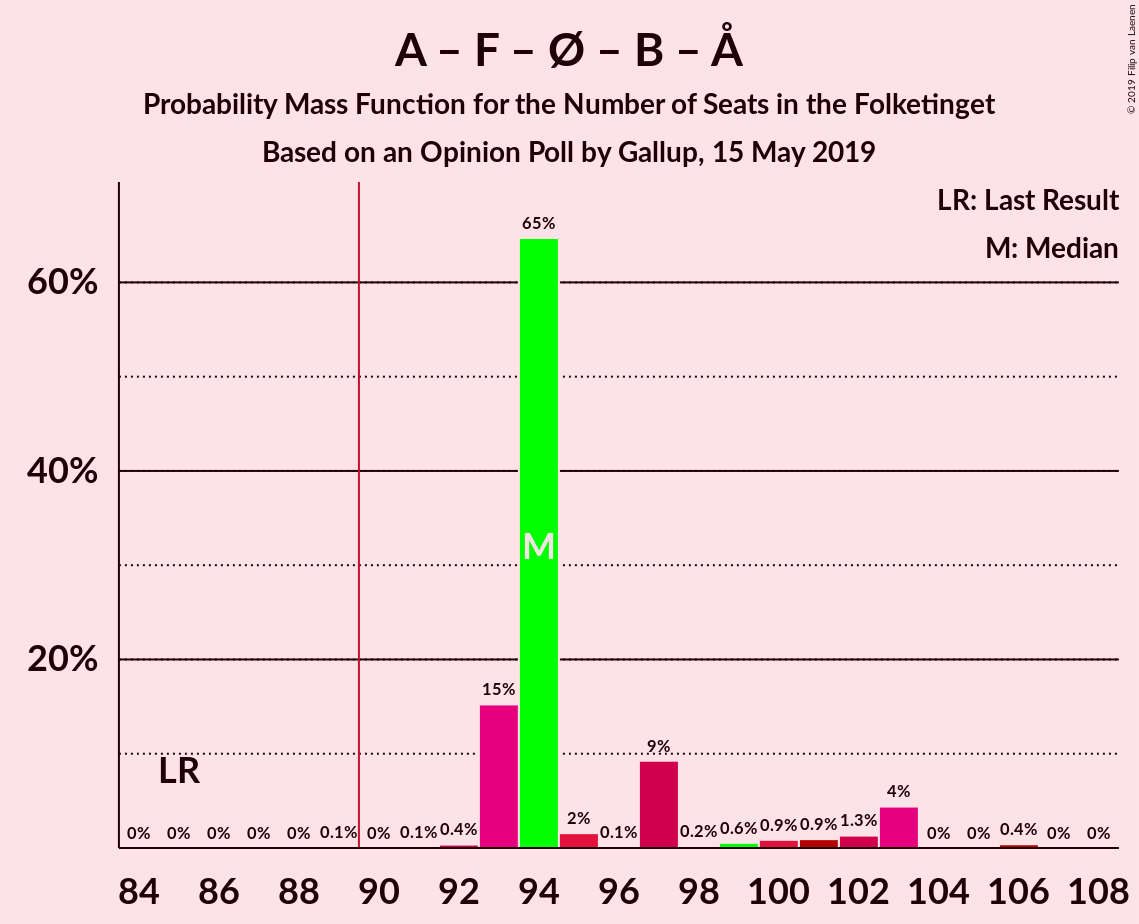 A – F – Ø – B – Å
Probability Mass Function for the Number of Seats in the Folketinget
Based on an Opinion Poll by Gallup, 15 May 2019
© 2019 Filip van Laenen
LR: Last Result
M: Median
60%
40%
20%
65%
M
15%
9%
LR
4%
0% 0% 0% 0% 0% 0.1% 0% 0.1% 0.4% 2% 0.1% 0.2% 0.6% 0.9% 0.9% 1.3% 0% 0% 0.4% 0% 0%
84 86 88 90 92 94 96 98 100 102 104 106 108